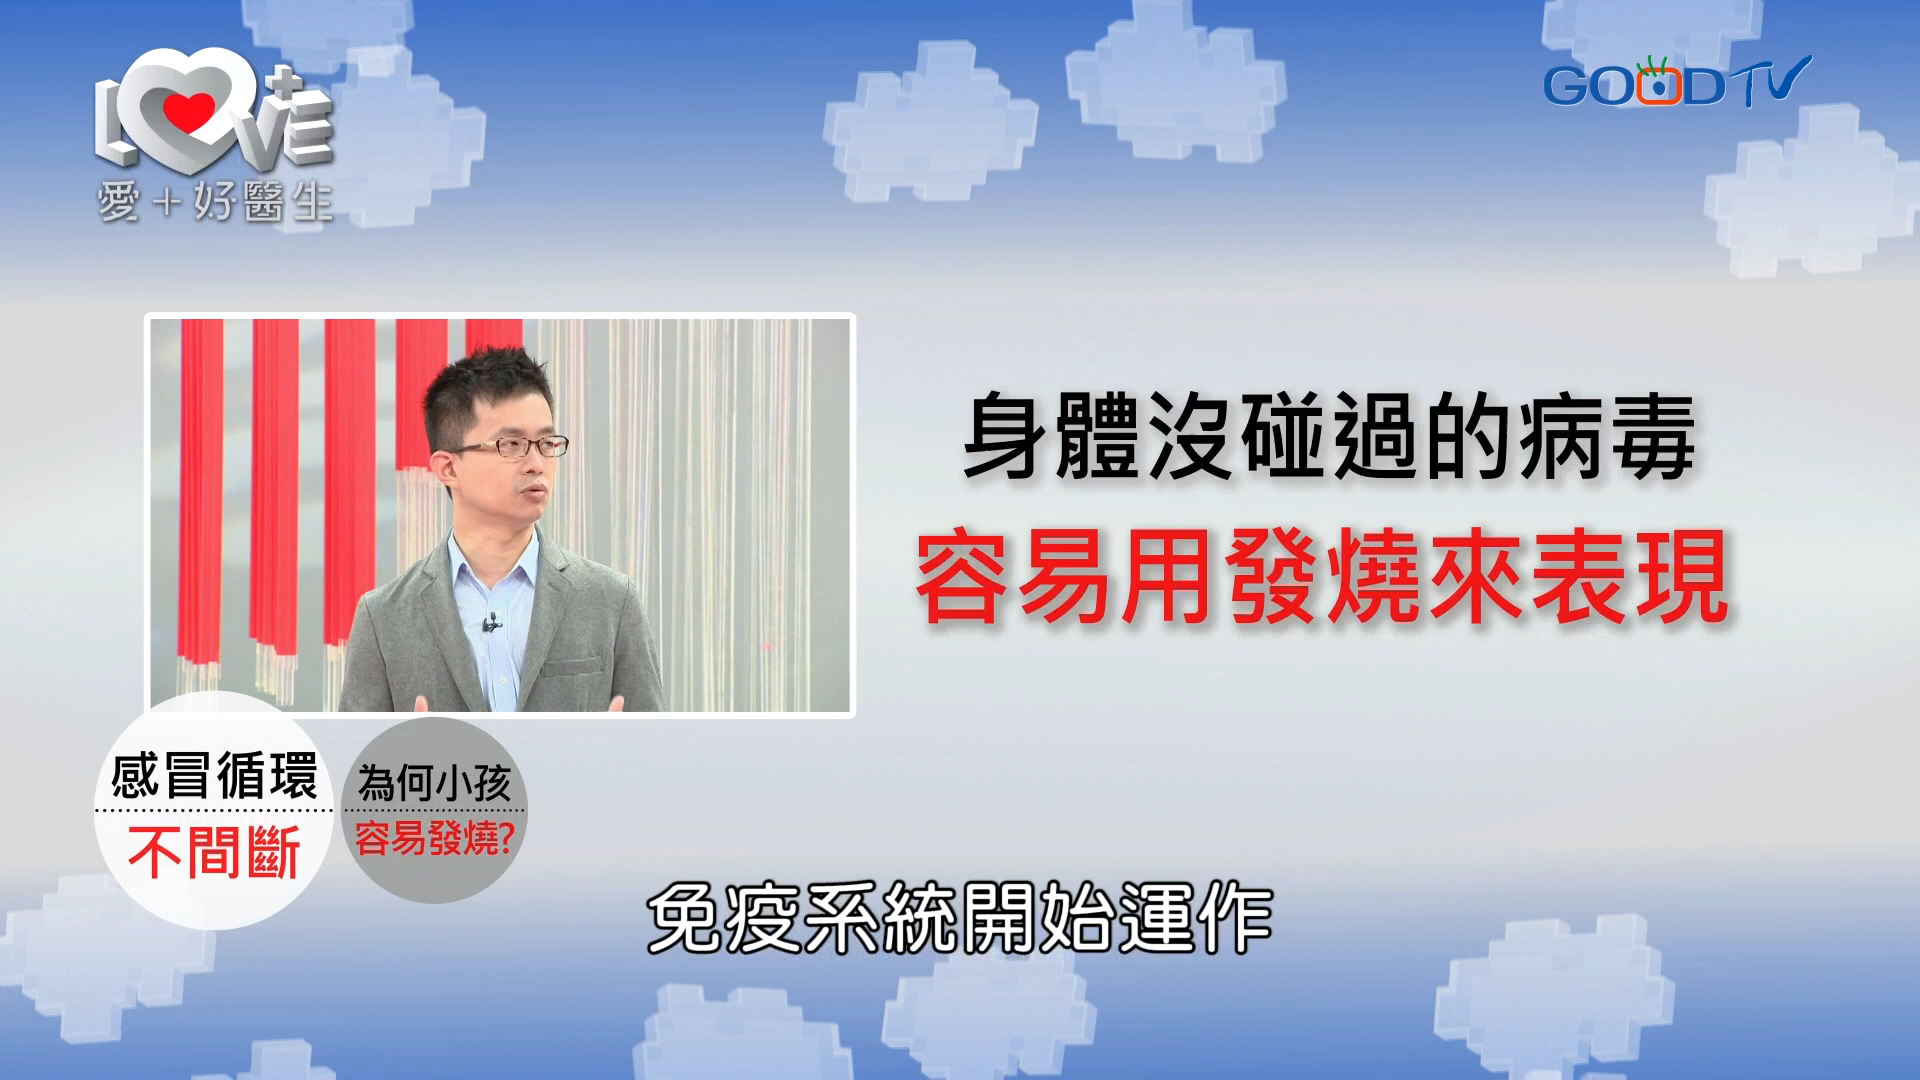 LOVE
愛+好醫生
GOODTV
身體沒碰過的病毒
容易用發燒來表現
感冒循環
不間斷
為何小孩
容易發燒?
免疫系統開始運作